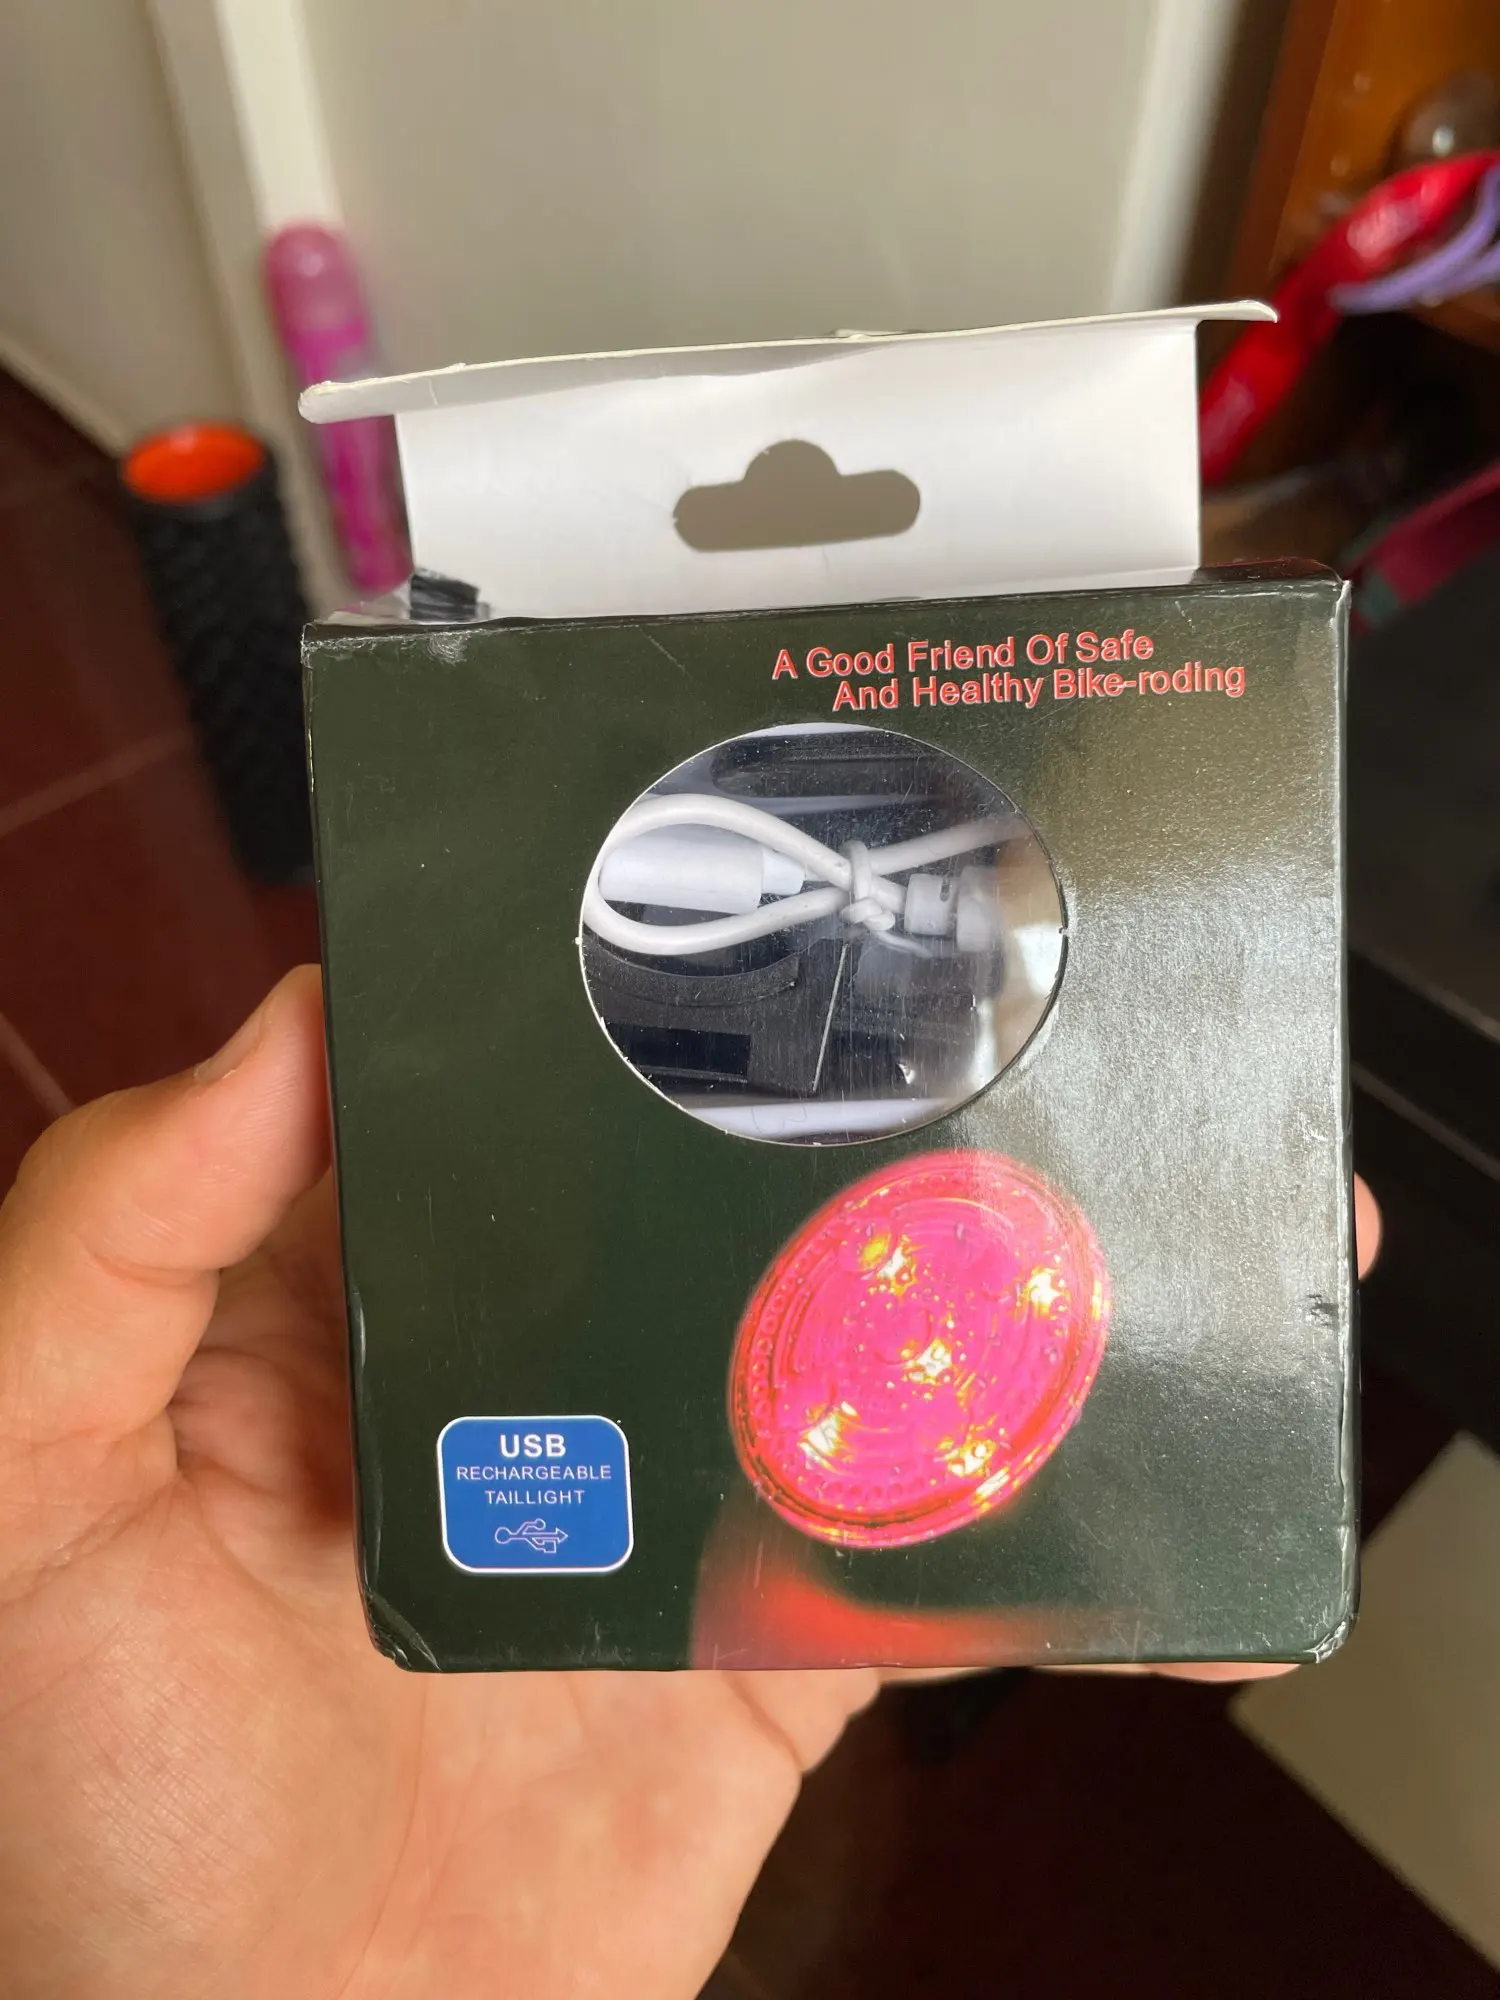 A Good Friend Of Safe
And Healthy Bike-roding
USB
RECHARGEABLE
TAILLIGHT